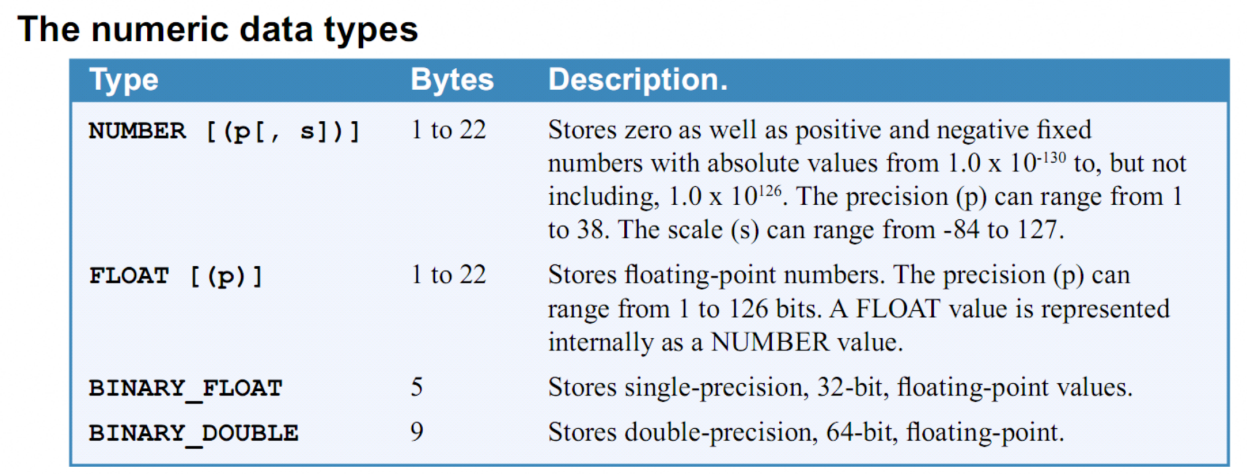 The numeric data types
Type Bytes Description.
NUMBER [(p[, s])] 1 to 22 Stores zero as well as positive and negative fixed
numbers with absolute values from 1.0 x 10⁻¹³⁰ to, but not
including, 1.0 x 10¹²⁶. The precision (p) can range from 1
to 38. The scale (s) can range from -84 to 127.
FLOAT [(p)] 1 to 22 Stores floating-point numbers. The precision (p) can
range from 1 to 126 bits. A FLOAT value is represented
internally as a NUMBER value.
BINARY_FLOAT 5 Stores single-precision, 32-bit, floating-point values.
BINARY_DOUBLE 9 Stores double-precision, 64-bit, floating-point.